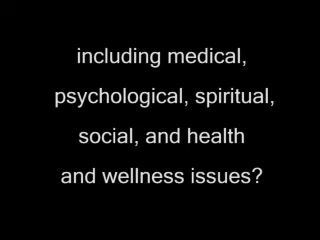 including medical,
psychological, spiritual,
social, and health
and wellness issues?